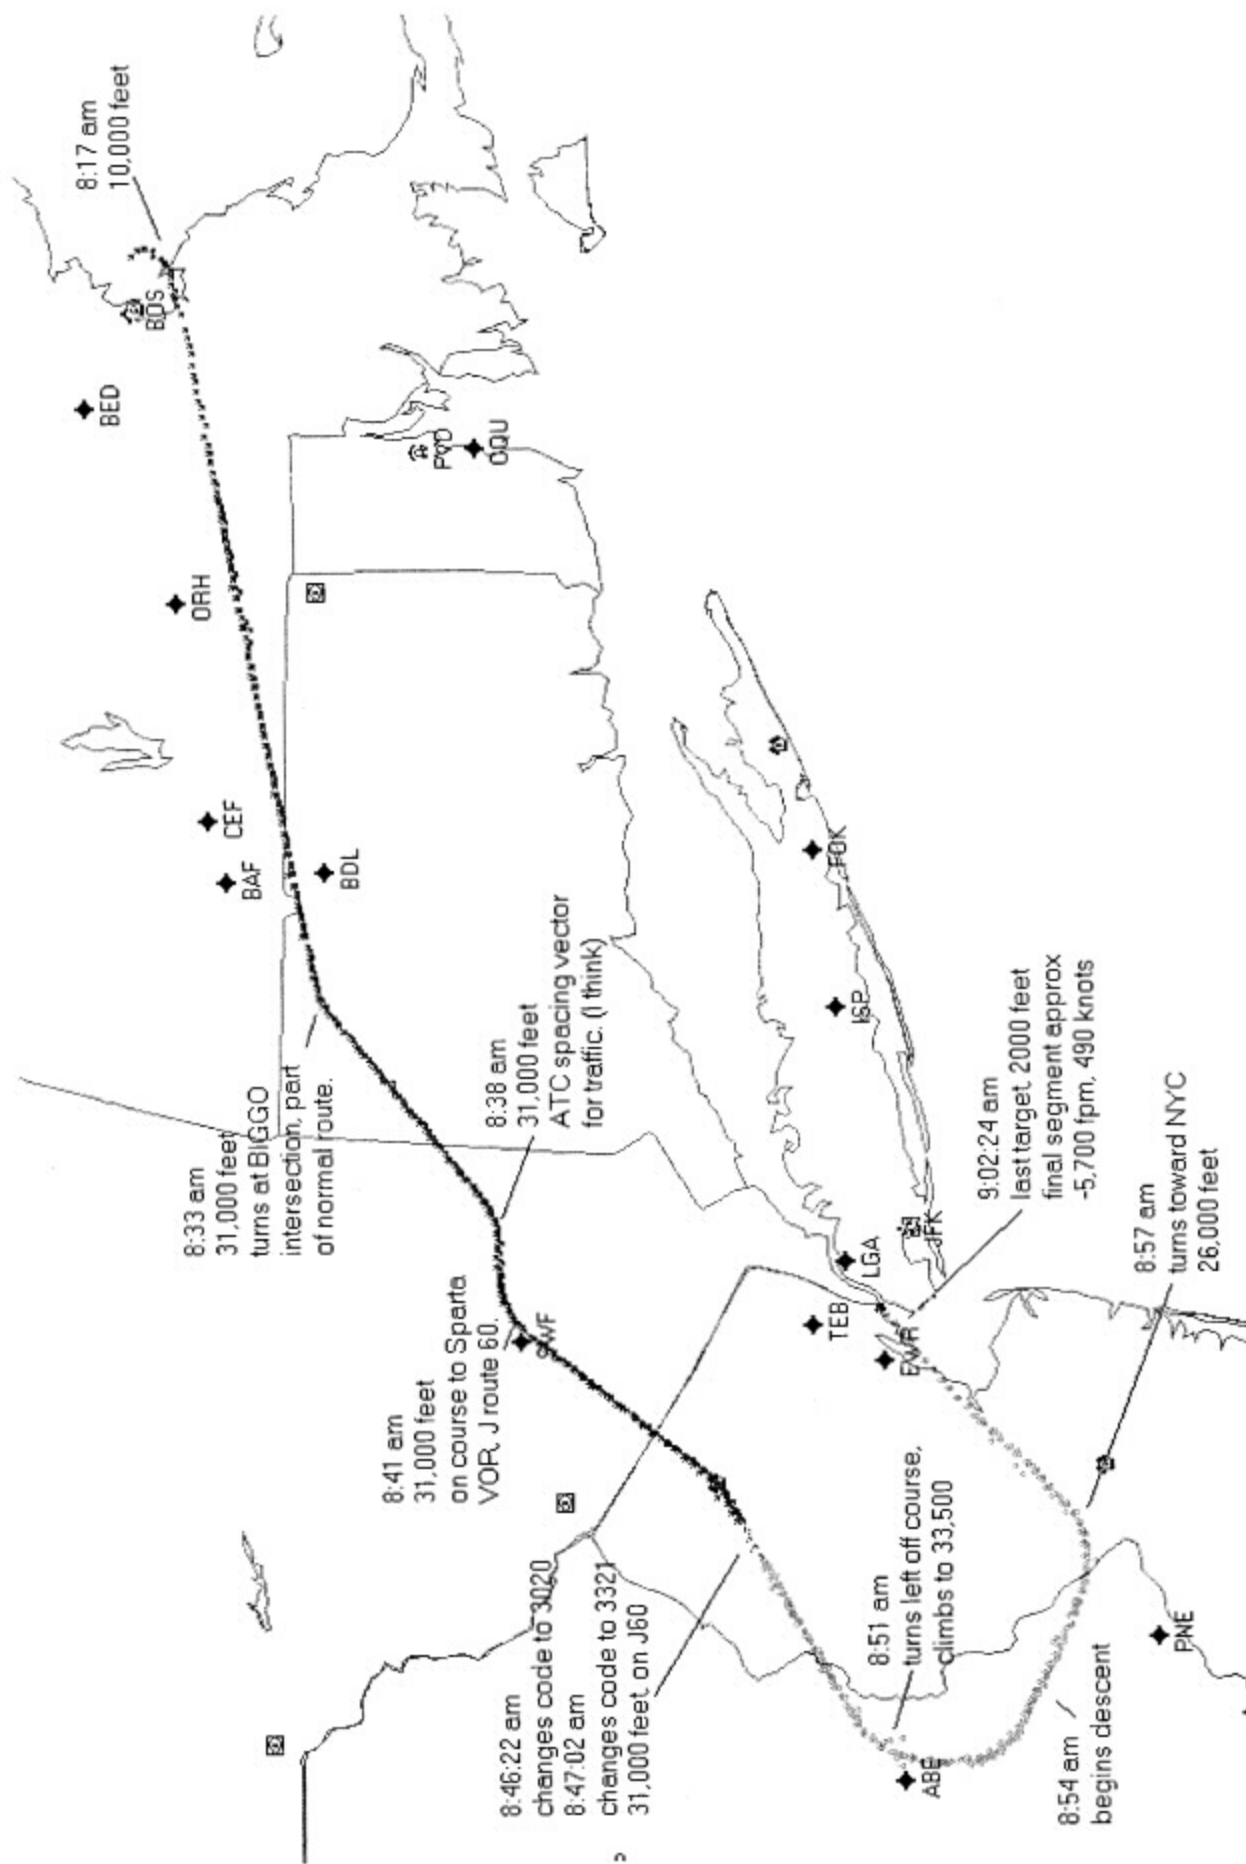 8:17 am
10,000 feet
BOS
BED
ORH
CEF
BAF
BDL
PVD
OQU
8:33 am
31,000 feet
turns at BIGGO
intersection, part
of normal route.
8:38 am
31,000 feet
ATC spacing vector
for traffic. (I think)
8:41 am
31,000 feet
on course to Sparta
VOR, J route 60.
SWF
FOK
ISP
JFK
LGA
TEB
EWR
9:02:24 am
last target, 2000 feet
final segment approx
-5,700 fpm, 490 knots
8:57 am
turns toward NYC
26,000 feet
8:46:22 am
changes code to 3020
8:47:02 am
changes code to 3321
31,000 feet, on J60
8:51 am
turns left off course,
climbs to 33,500
ABE
PNE
8:54 am
begins descent